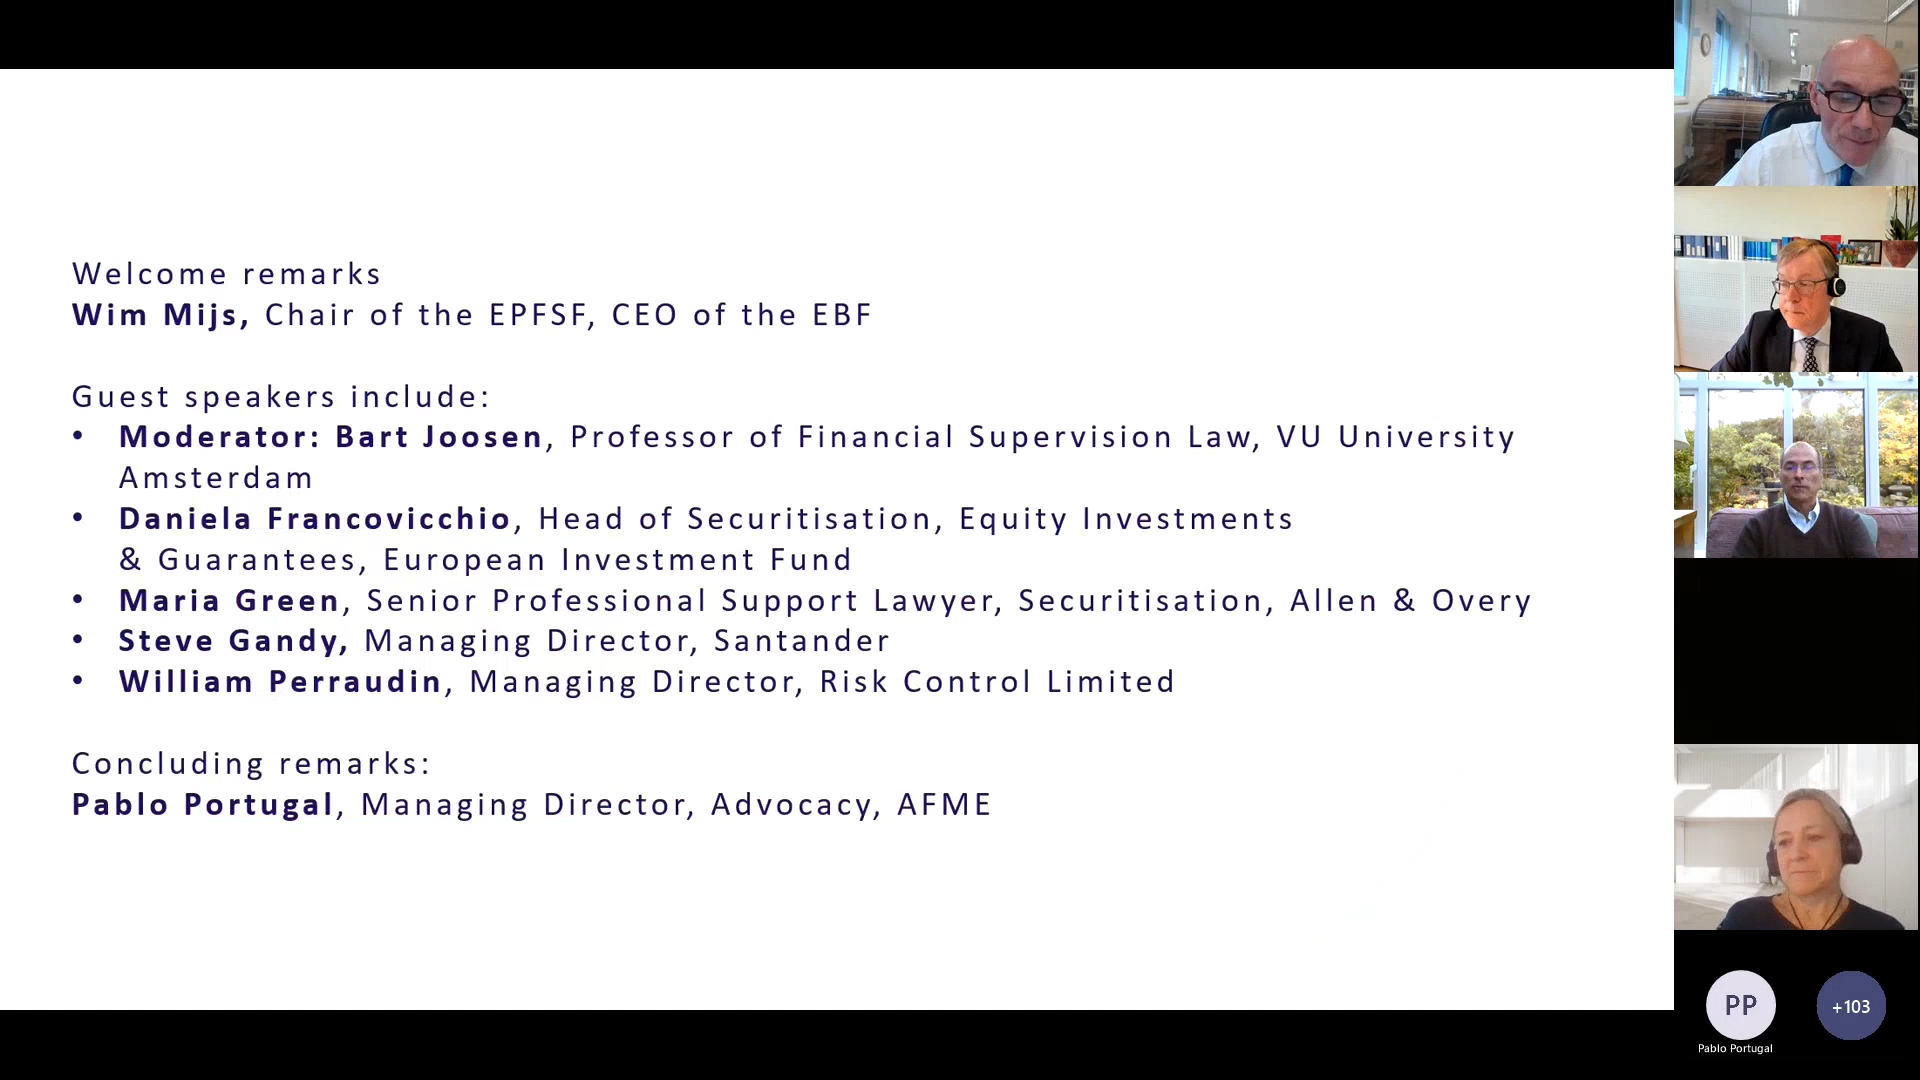 Welcome remarks
Wim Mijs, Chair of the EPFSF, CEO of the EBF
Guest speakers include:
• Moderator: Bart Joosen, Professor of Financial Supervision Law, VU University
Amsterdam
• Daniela Francovicchio, Head of Securitisation, Equity Investments
& Guarantees, European Investment Fund
• Maria Green, Senior Professional Support Lawyer, Securitisation, Allen & Overy
• Steve Gandy, Managing Director, Santander
• William Perraudin, Managing Director, Risk Control Limited
Concluding remarks:
Pablo Portugal, Managing Director, Advocacy, AFME
PP
+103
Pablo Portugal